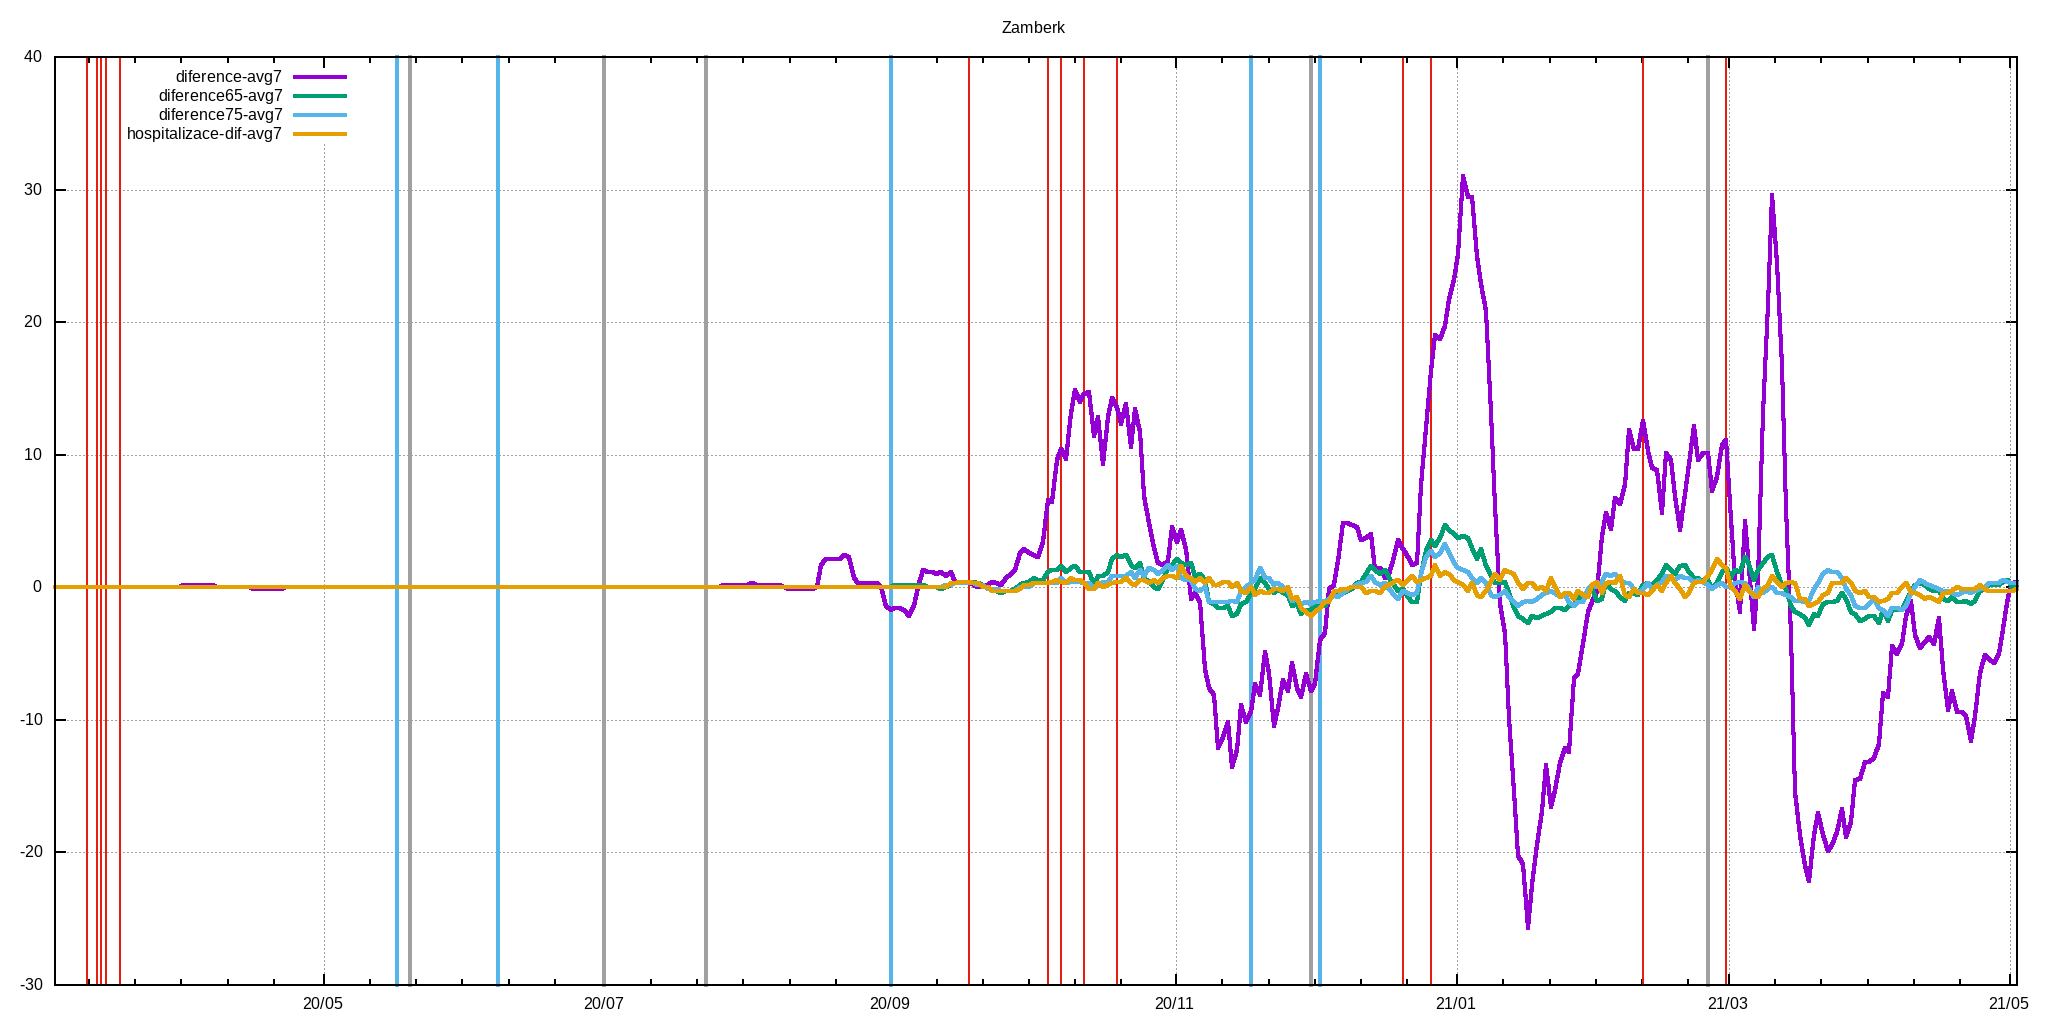 Zamberk
40
diference-avg7
diference65-avg7
diference75-avg7
hospitalizace-dif-avg7
30
20
10
0
-10
-20
-30
20/05 20/07 20/09 20/11 21/01 21/03 21/05